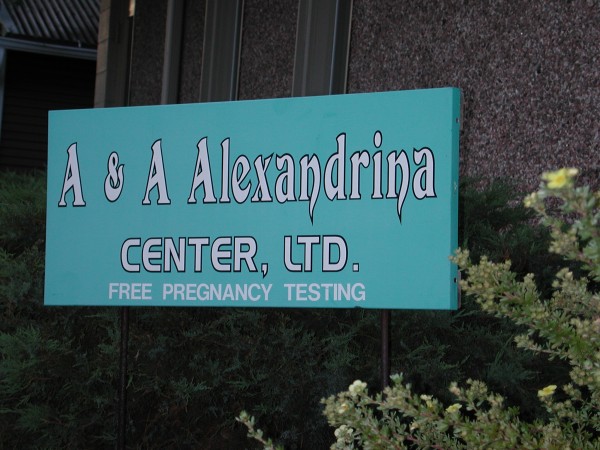 A & A Alexandrina
CENTER, LTD.
FREE PREGNANCY TESTING